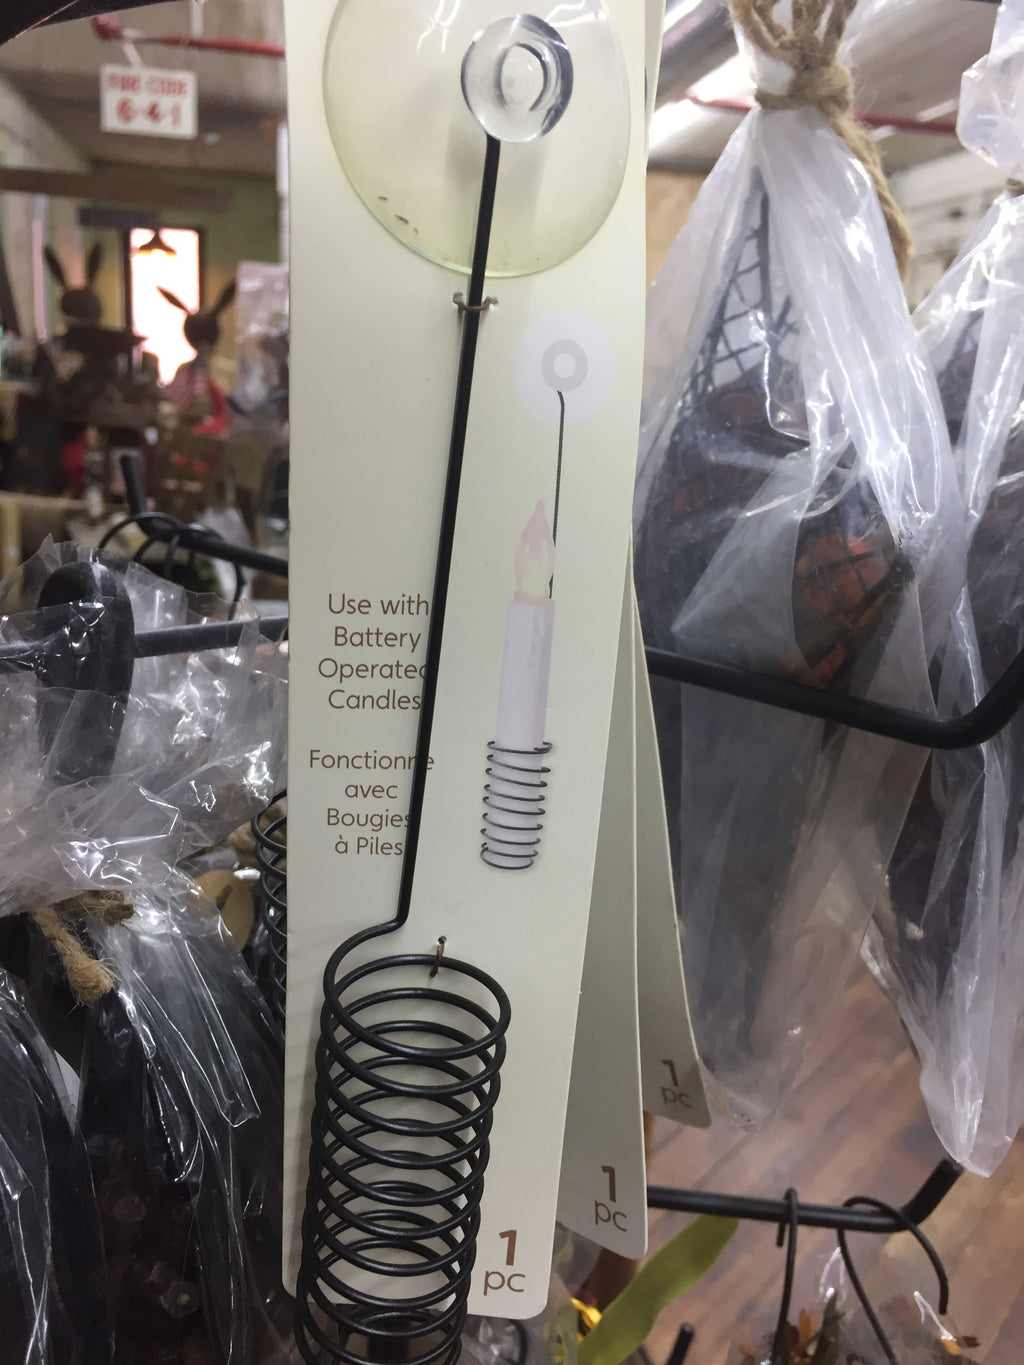 FOR CODE
6-4-1
Use with
Battery
Operated
Candles
Fonctionne
avec
Bougies
à Piles
1
pc
1
pc
1
pc